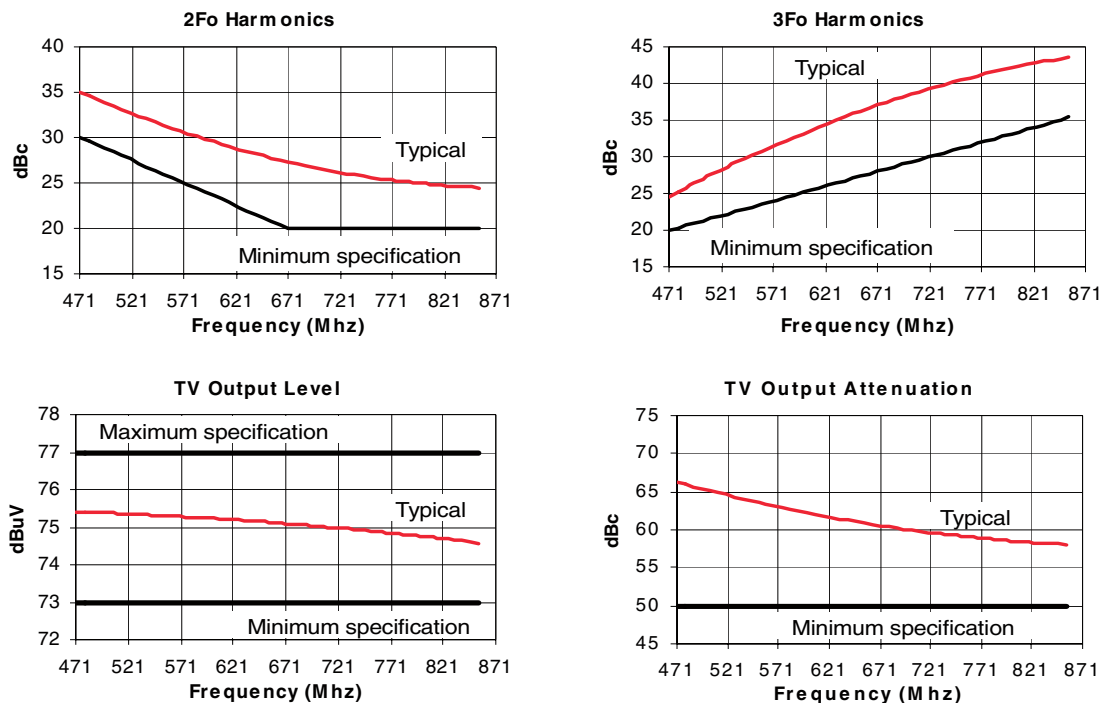 2Fo Harmonics
40
35
30
25
20
15
dBc
Typical
Minimum specification
471 521 571 621 671 721 771 821 871
Frequency (Mhz)
3Fo Harmonics
45
40
35
30
25
20
15
dBc
Typical
Minimum specification
471 521 571 621 671 721 771 821 871
Frequency (Mhz)
TV Output Level
78
77
76
75
74
73
72
dBuV
Maximum specification
Typical
Minimum specification
471 521 571 621 671 721 771 821 871
Frequency (Mhz)
TV Output Attenuation
75
70
65
60
55
50
45
dBc
Typical
Minimum specification
471 521 571 621 671 721 771 821 871
Frequency (Mhz)